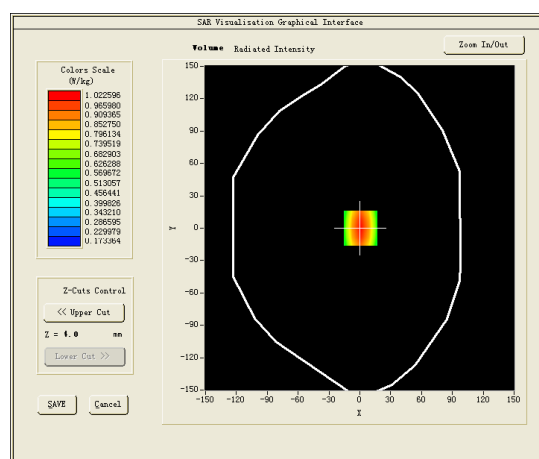 SAR Visualisation Graphical Interface
Volume Radiated Intensity
Zoom In/Out
Colors Scale
(W/kg)
1.022596
0.965980
0.909365
0.852750
0.796134
0.739519
0.682903
0.626288
0.569672
0.513057
0.456441
0.399826
0.343210
0.286595
0.229979
0.173364
Z-Cuts Control
<< Upper Cut
Z = 4.0 mm
Lower Cut >>
SAVE
Cancel
150
120
90
60
30
0
-30
-60
-90
-120
-150
Y
-150 -120 -90 -60 -30 0 30 60 90 120 150
X